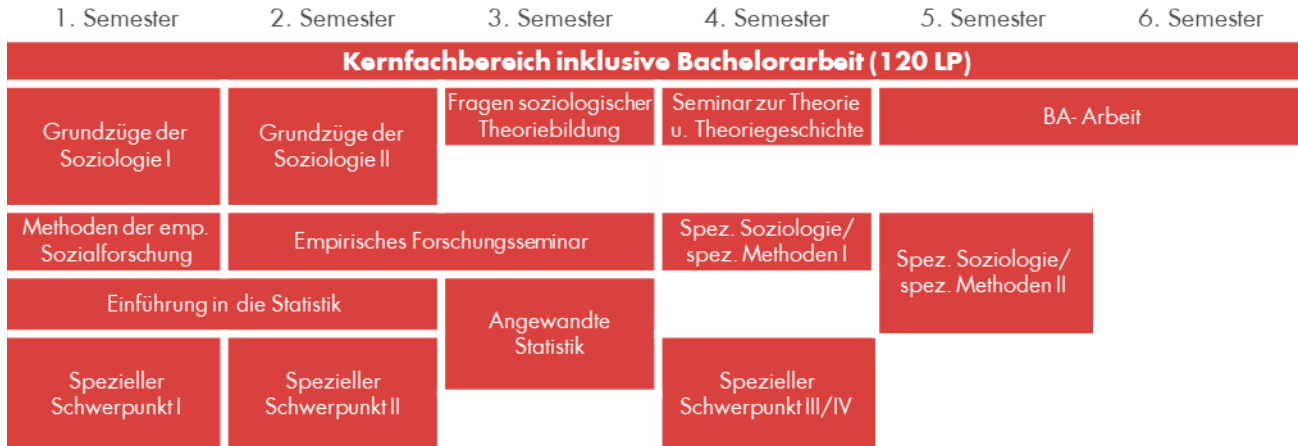 1. Semester 2. Semester 3. Semester 4. Semester 5. Semester 6. Semester
Kernfachbereich inklusive Bachelorarbeit (120 LP)
Grundzüge der
Soziologie I
Grundzüge der
Soziologie II
Fragen soziologischer
Theoriebildung
Seminar zur Theorie
u. Theoriegeschichte
BA- Arbeit
Methoden der emp.
Sozialforschung
Empirisches Forschungsseminar
Spez. Soziologie/
spez. Methoden I
Spez. Soziologie/
spez. Methoden II
Einführung in die Statistik
Angewandte
Statistik
Spezieller
Schwerpunkt I
Spezieller
Schwerpunkt II
Spezieller
Schwerpunkt III/IV